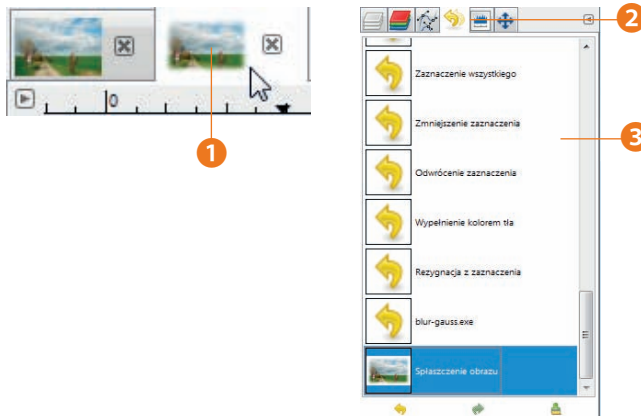 0
1
2
3
Zaznaczenie wszystkiego
Zmniejszenie zaznaczenia
Odwrócenie zaznaczenia
Wypełnienie kolorem tła
Rezygnacja z zaznaczenia
blur-gauss.exe
Spłaszczenie obrazu